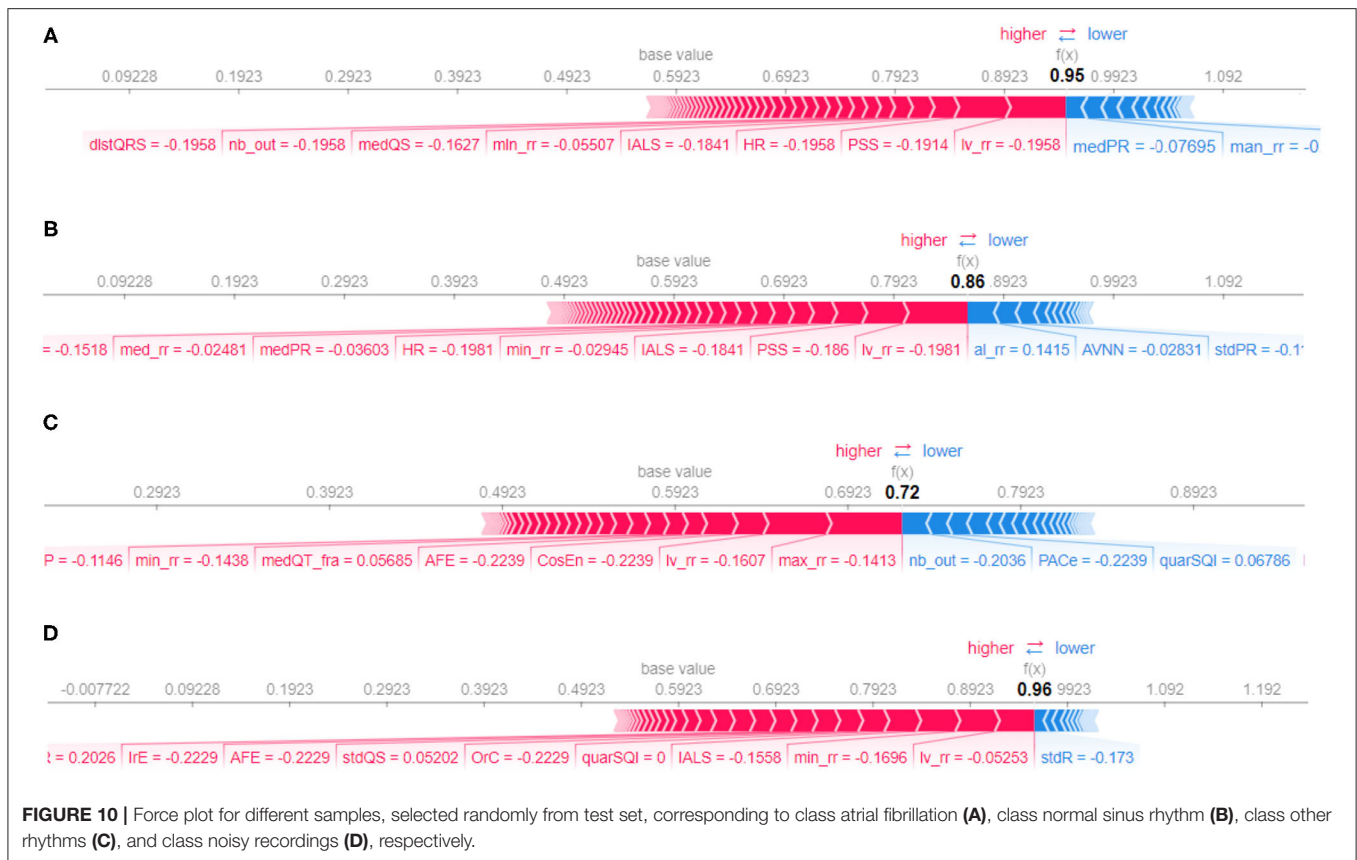 A
higher lower
base value f(x)
0.09228 0.1923 0.2923 0.3923 0.4923 0.5923 0.6923 0.7923 0.8923 0.95 0.9923 1.092
distQRS = -0.1958 nb_out = -0.1958 medQS = -0.1627 min_rr = -0.05507 IALS = -0.1841 HR = -0.1958 PSS = -0.1914 lv_rr = -0.1958 medPR = -0.07695 man_rr = -0
B
higher lower
base value f(x)
0.09228 0.1923 0.2923 0.3923 0.4923 0.5923 0.6923 0.7923 0.86 .8923 0.9923 1.092
= -0.1518 med_rr = -0.02481 medPR = -0.03603 HR = -0.1981 min_rr = -0.02945 IALS = -0.1841 PSS = -0.186 lv_rr = -0.1981 al_rr = 0.1415 AVNN = -0.02831 stdPR = -0.1
C
higher lower
base value f(x)
0.2923 0.3923 0.4923 0.5923 0.6923 0.72 0.7923 0.8923
P = -0.1146 min_rr = -0.1438 medQT_fra = 0.05685 AFE = -0.2239 CosEn = -0.2239 lv_rr = -0.1607 max_rr = -0.1413 nb_out = -0.2036 PACe = -0.2239 quarSQI = 0.06786
D
higher lower
base value f(x)
-0.007722 0.09228 0.1923 0.2923 0.3923 0.4923 0.5923 0.6923 0.7923 0.8923 0.96 9923 1.092 1.192
= 0.2026 IrE = -0.2229 AFE = -0.2229 stdQS = 0.05202 OrC = -0.2229 quarSQI = 0 IALS = -0.1558 min_rr = -0.1696 lv_rr = -0.05253 stdR = -0.173
FIGURE 10 | Force plot for different samples, selected randomly from test set, corresponding to class atrial fibrillation (A), class normal sinus rhythm (B), class other
rhythms (C), and class noisy recordings (D), respectively.